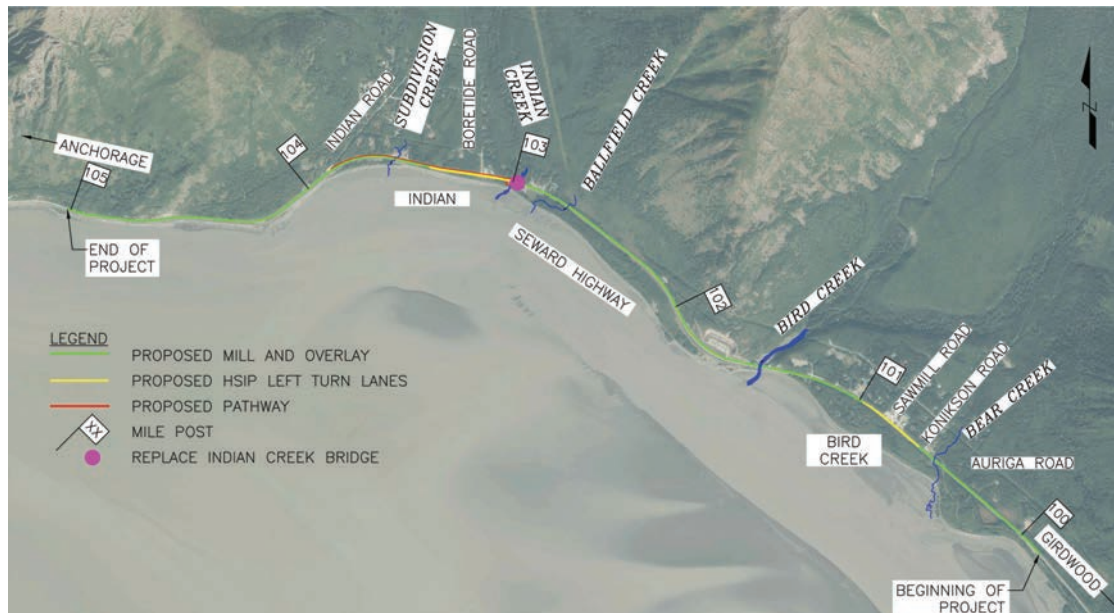 ANCHORAGE
105
END OF
PROJECT
104
INDIAN ROAD
SUBDIVISION
CREEK
BORETIDE ROAD
INDIAN
CREEK
103
BALLFIELD CREEK
INDIAN
SEWARD HIGHWAY
102
BIRD CREEK
101
SAWMILL ROAD
KONIKSON ROAD
BEAR CREEK
BIRD
CREEK
AURIGA ROAD
100
GIRDWOOD
BEGINNING OF
PROJECT
N
LEGEND
PROPOSED MILL AND OVERLAY
PROPOSED HSIP LEFT TURN LANES
PROPOSED PATHWAY
XX
MILE POST
REPLACE INDIAN CREEK BRIDGE